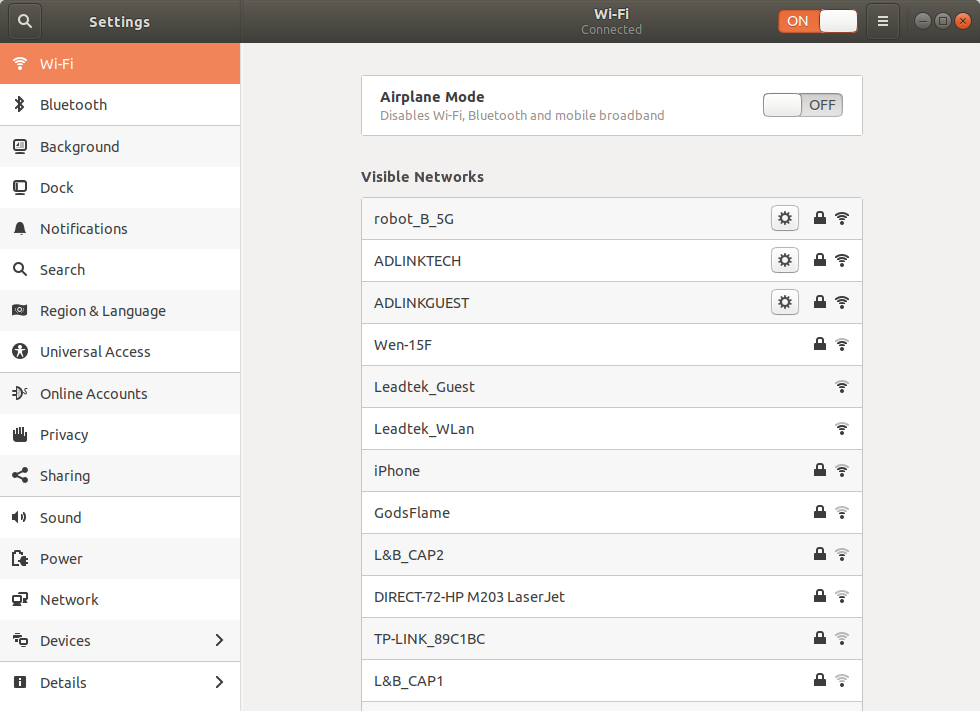 Settings
Wi-Fi
Connected
ON
Wi-Fi
Bluetooth
Background
Dock
Notifications
Search
Region & Language
Universal Access
Online Accounts
Privacy
Sharing
Sound
Power
Network
Devices
Details
Airplane Mode
Disables Wi-Fi, Bluetooth and mobile broadband
OFF
Visible Networks
robot_B_5G
ADLINKTECH
ADLINKGUEST
Wen-15F
Leadtek_Guest
Leadtek_WLan
iPhone
GodsFlame
L&B_CAP2
DIRECT-72-HP M203 LaserJet
TP-LINK_89C1BC
L&B_CAP1